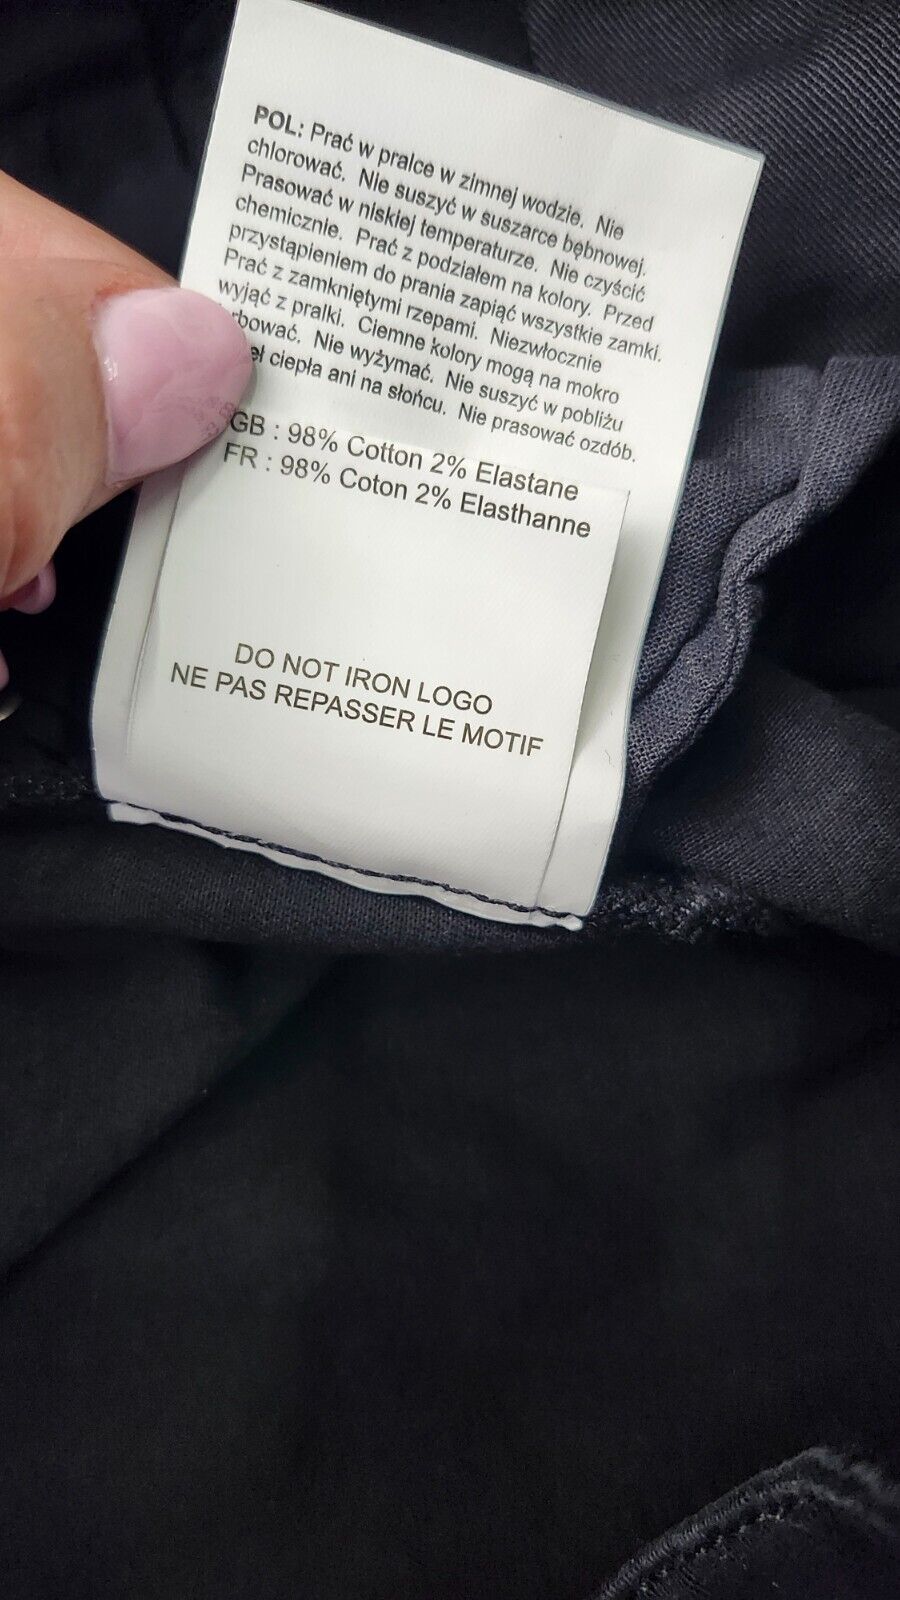 POL: Prać w pralce w zimnej wodzie. Nie
chlorować. Nie suszyć w suszarce bębnowej.
Prasować w niskiej temperaturze. Nie czyścić
chemicznie. Prać z podziałem na kolory. Przed
przystąpieniem do prania zapiąć wszystkie zamki.
Prać z zamkniętymi rzepami. Niezwłocznie
wyjąć z pralki. Ciemne kolory mogą na mokro
Nie wyżymać. Nie suszyć w pobliżu
ciepła ani na słońcu. Nie prasować ozdób.
GB : 98% Cotton 2% Elastane
FR : 98% Coton 2% Elasthanne
DO NOT IRON LOGO
NE PAS REPASSER LE MOTIF